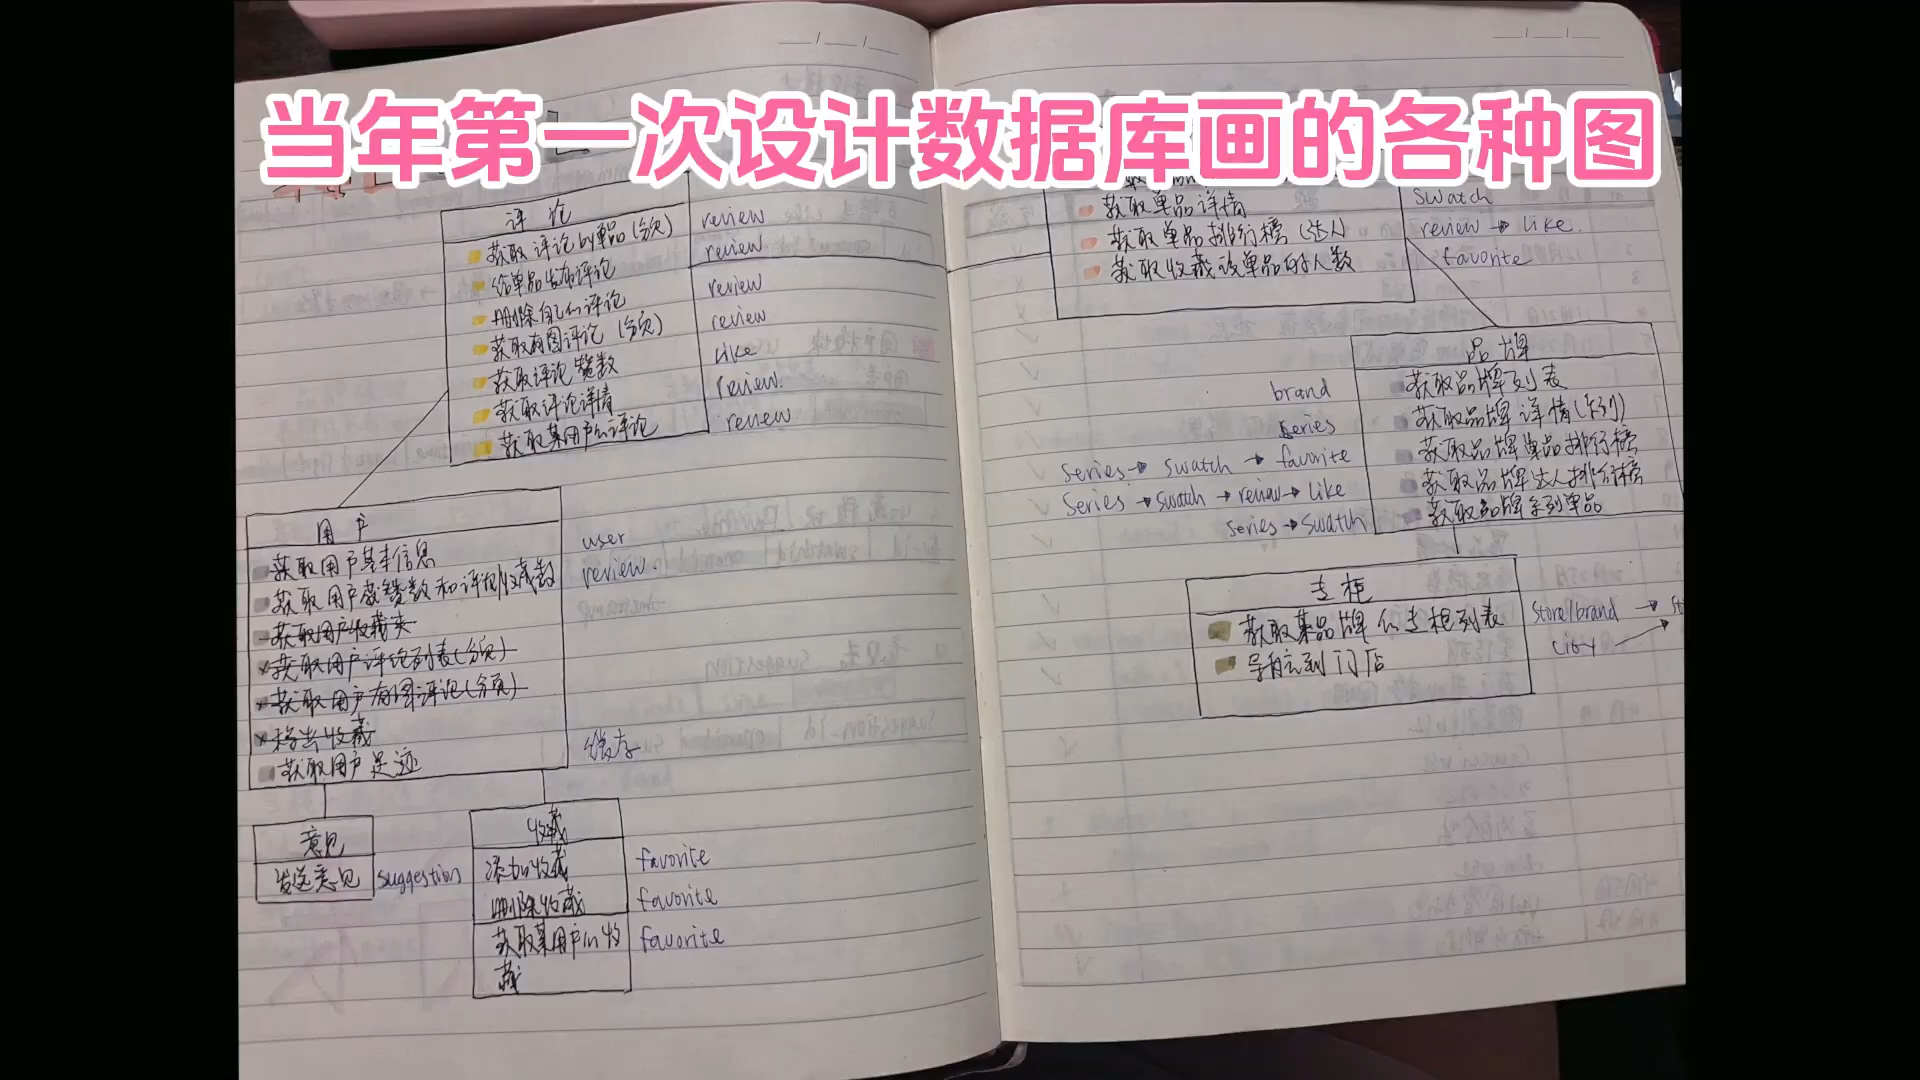 当年第一次设计数据库画的各种图
评论
获取评论by单品(分页) review
给单品发布评论 review
删除自己的评论 review
获取有图评论(分页) review
获取评论赞数 like
获取评论详情 review.
获取某用户的评论 review
用户
获取用户基本信息 user
获取用户获赞数和评测收藏数 review.
获取用户收藏夹
获取用户评论列表(分页)
获取用户有图评论(分页)
移出收藏
获取用户足迹 缓存
意见
发送意见 suggestion
收藏
添加收藏 favorite
删除收藏 favorite
获取某用户的收藏 favorite
获取单品详情 swatch
获取单品排行榜(达人 review → like.
获取收藏该单品的人数 favorite
品牌
brand 获取品牌列表
series 获取品牌详情(系列)
series → swatch → favorite 获取品牌单品排行榜
series → swatch → review → like 获取品牌达人排行榜
series → swatch 获取品牌系列单品
专柜
获取某品牌的专柜列表 store/brand → st
导航到门店 city →